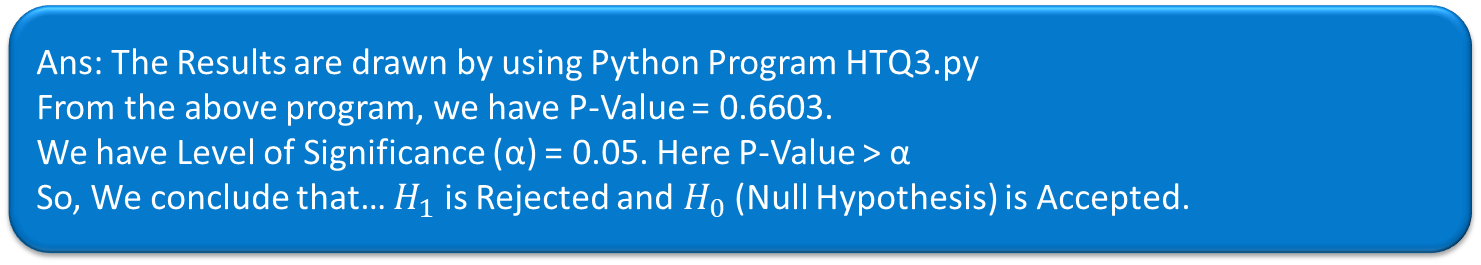 Ans: The Results are drawn by using Python Program HTQ3.py
From the above program, we have P-Value = 0.6603.
We have Level of Significance (α) = 0.05. Here P-Value > α
So, We conclude that… H₁ is Rejected and H₀ (Null Hypothesis) is Accepted.